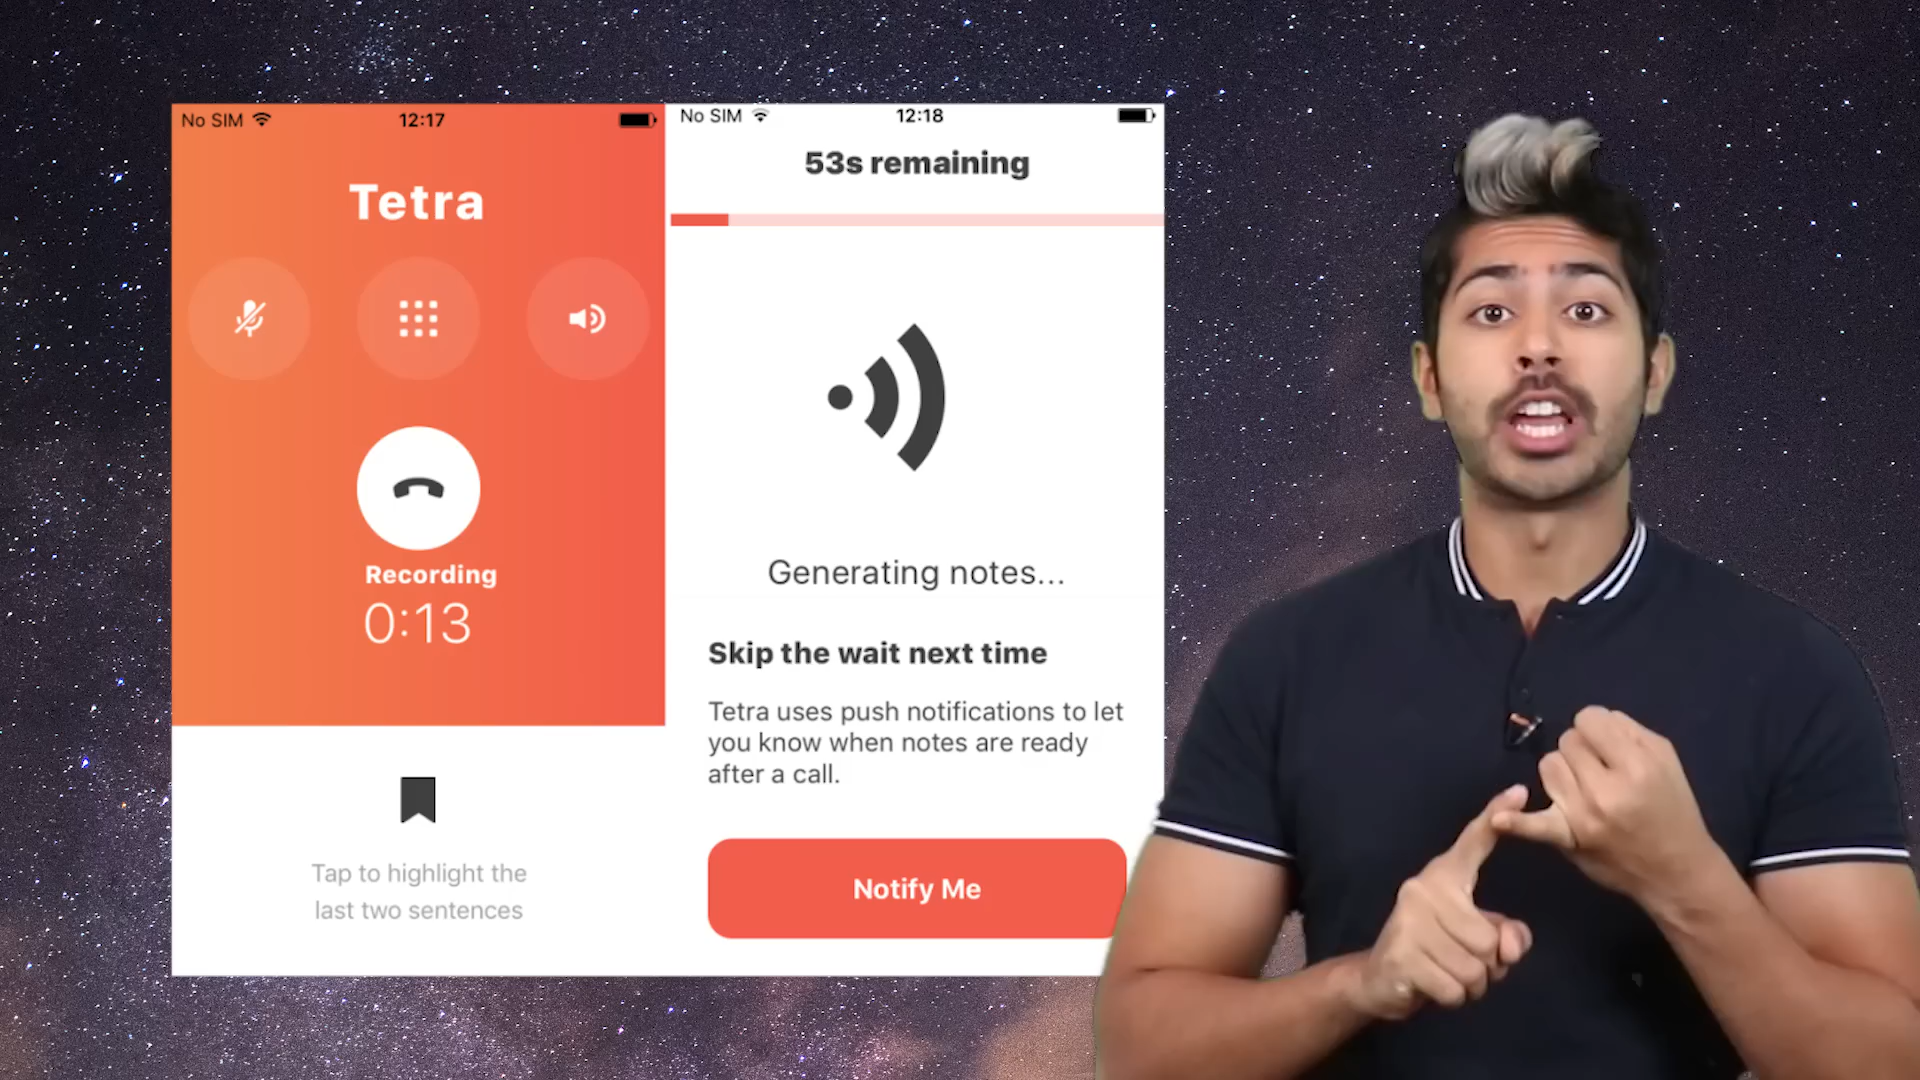 No SIM 12:17
Tetra
Recording
0:13
Tap to highlight the
last two sentences
No SIM 12:18
53s remaining
Generating notes...
Skip the wait next time
Tetra uses push notifications to let
you know when notes are ready
after a call.
Notify Me